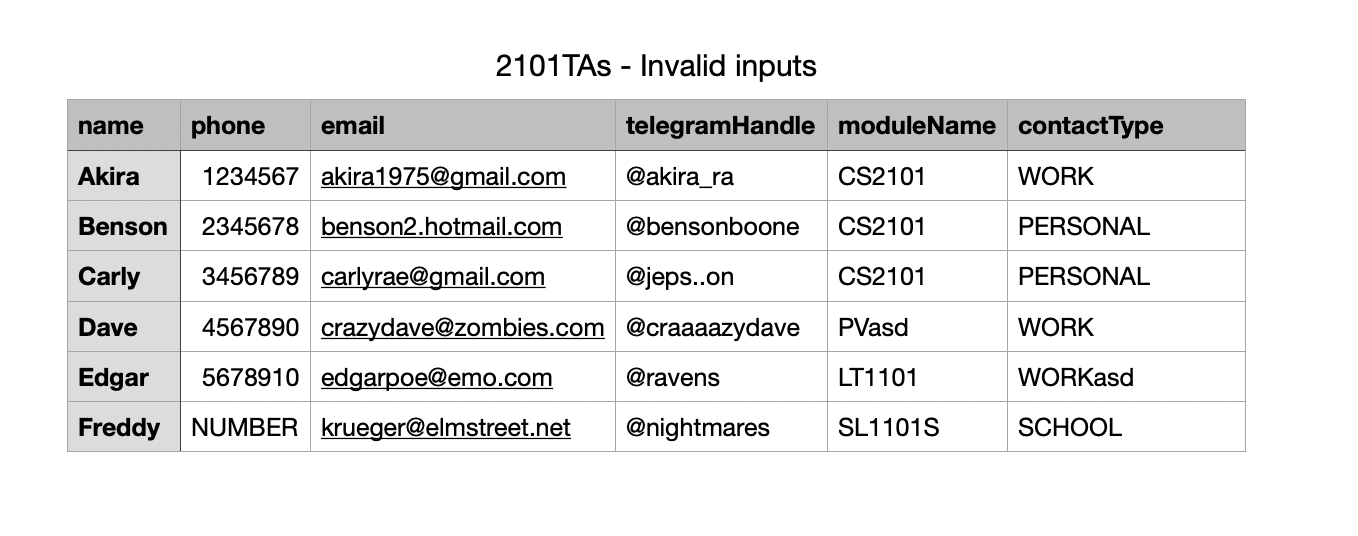 2101TAs - Invalid inputs
name phone email telegramHandle moduleName contactType
Akira 1234567 akira1975@gmail.com @akira_ra CS2101 WORK
Benson 2345678 benson2.hotmail.com @bensonboone CS2101 PERSONAL
Carly 3456789 carlyrae@gmail.com @jeps..on CS2101 PERSONAL
Dave 4567890 crazydave@zombies.com @craaaazydave PVasd WORK
Edgar 5678910 edgarpoe@emo.com @ravens LT1101 WORKasd
Freddy NUMBER krueger@elmstreet.net @nightmares SL1101S SCHOOL